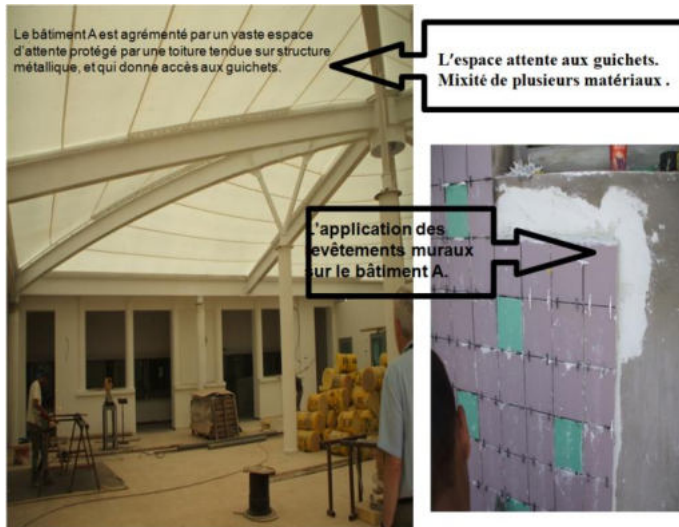 Le bâtiment A est agrémenté par un vaste espace
d'attente protégé par une toiture tendue sur structure
métallique, et qui donne accès aux guichets.
L'espace attente aux guichets.
Mixité de plusieurs matériaux .
L'application des
revêtements muraux
sur le bâtiment A.